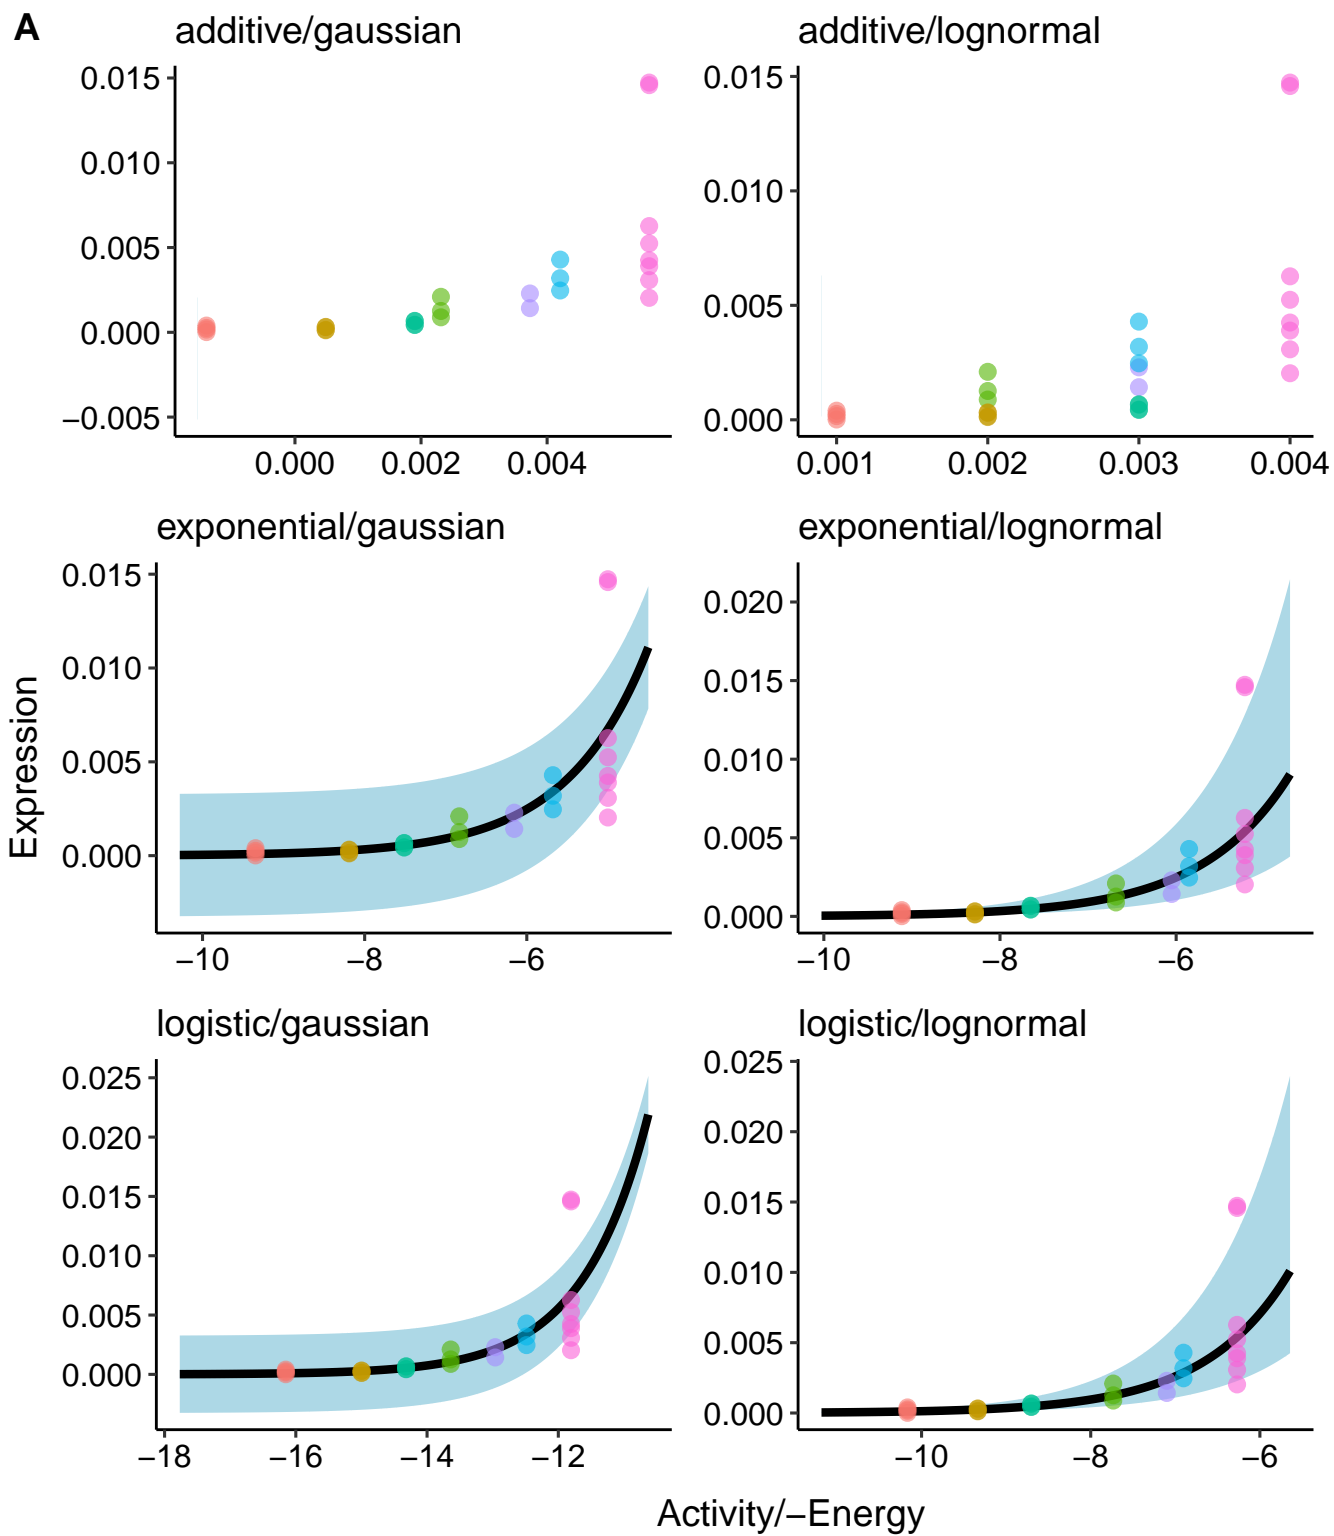 A
additive/gaussian
additive/lognormal
0.015
0.010
0.005
0.000
−0.005
0.000 0.002 0.004
0.015
0.010
0.005
0.000
0.001 0.002 0.003 0.004
exponential/gaussian
exponential/lognormal
0.015
0.010
0.005
0.000
−10 −8 −6
0.020
0.015
0.010
0.005
0.000
−10 −8 −6
Expression
logistic/gaussian
logistic/lognormal
0.025
0.020
0.015
0.010
0.005
0.000
−18 −16 −14 −12
0.025
0.020
0.015
0.010
0.005
0.000
−10 −8 −6
Activity/−Energy